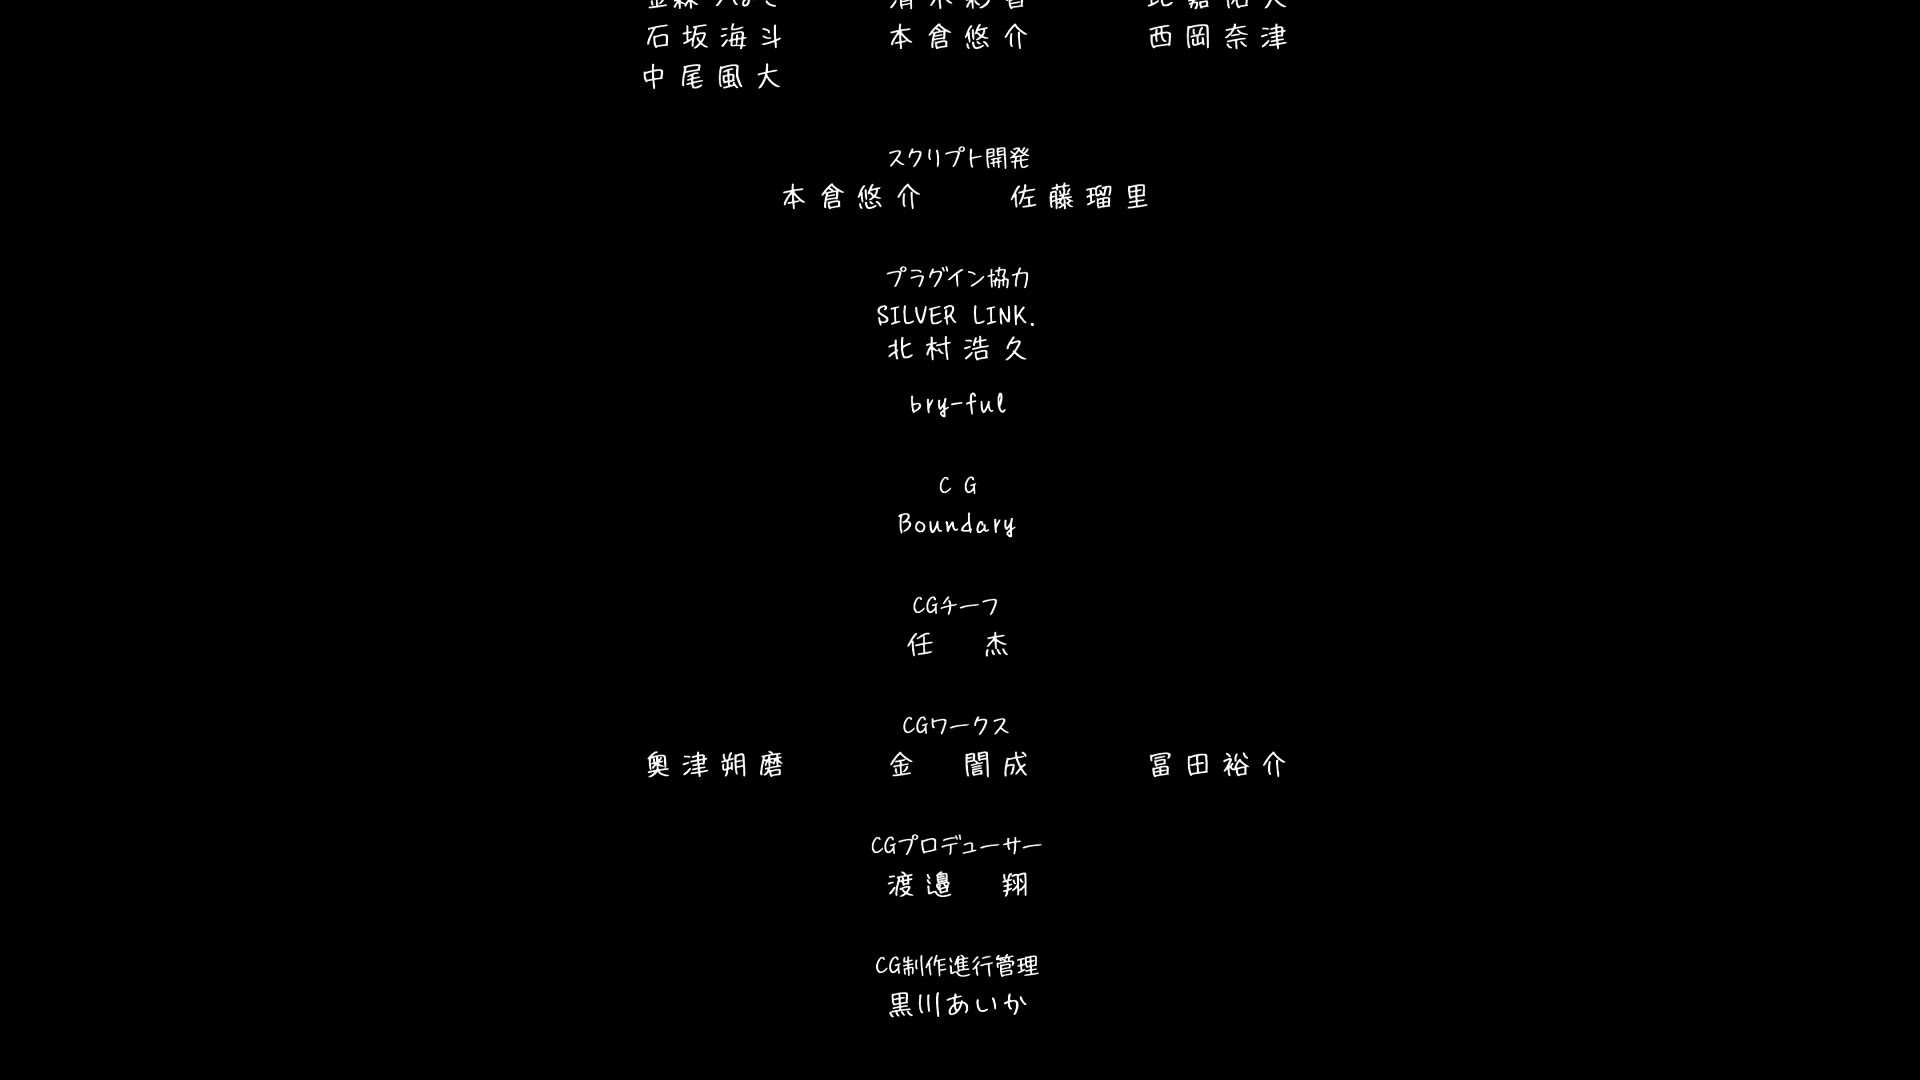 石坂海斗 本倉悠介 西岡奈津
中尾風大
スクリプト開発
本倉悠介 佐藤瑠里
プラグイン協力
SILVER LINK.
北村浩久
bry-ful
CG
Boundary
CGチーフ
任 杰
CGワークス
奥津朔磨 金 誾成 冨田裕介
CGプロデューサー
渡邉 翔
CG制作進行管理
黒川あいか